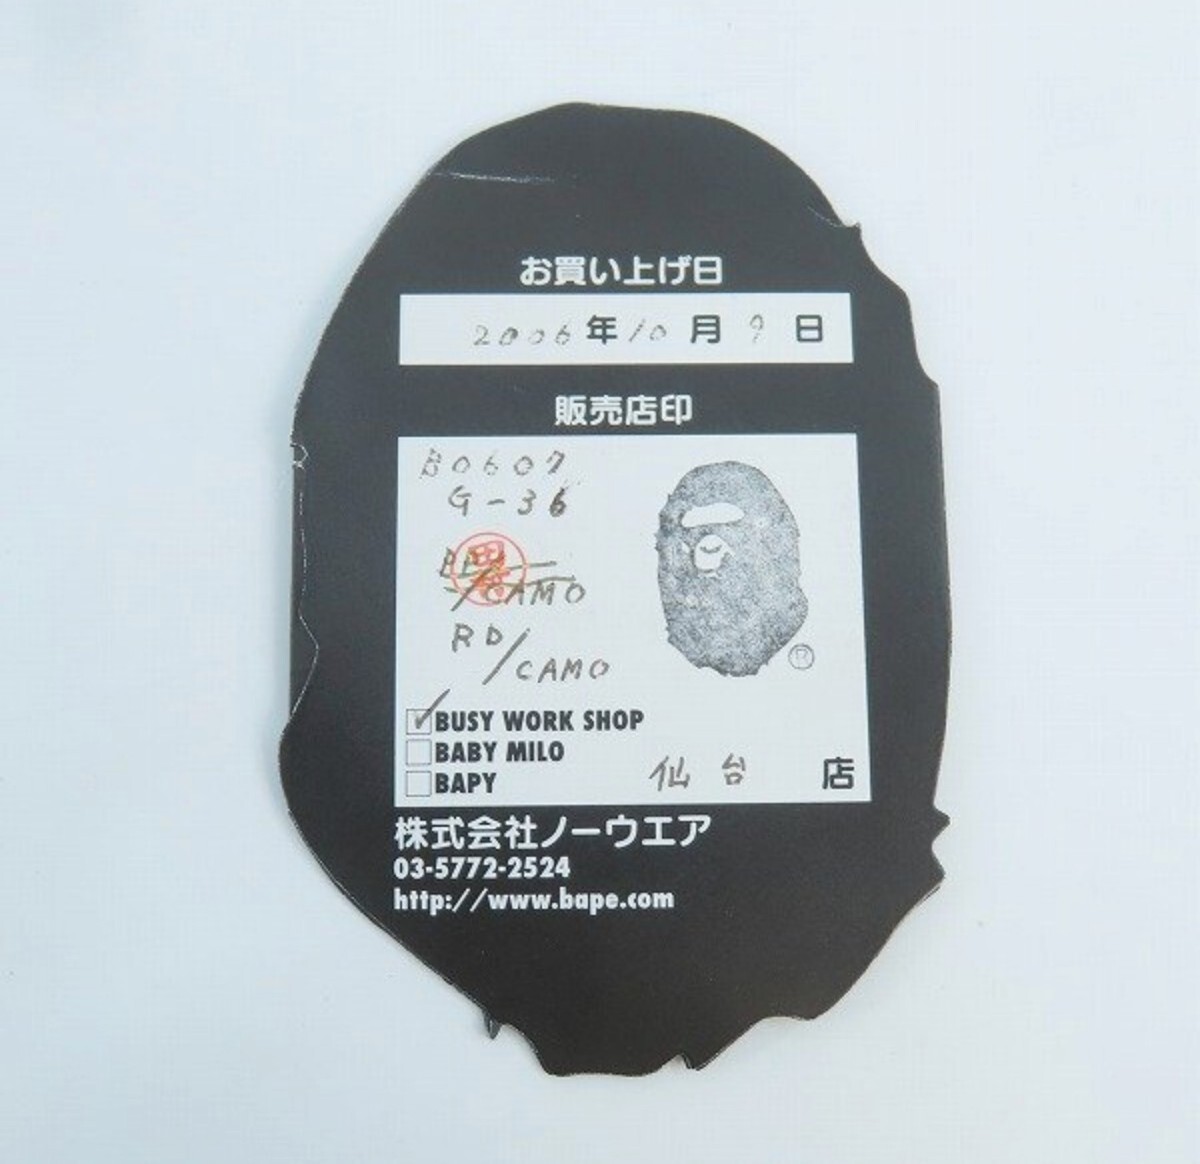 お買い上げ日
2006年10月9日
販売店印
B0607
G-36
/CAMO
RD/CAMO
BUSY WORK SHOP
BABY MILO
BAPY
仙台 店
株式会社ノーウエア
03-5772-2524
http://www.bape.com